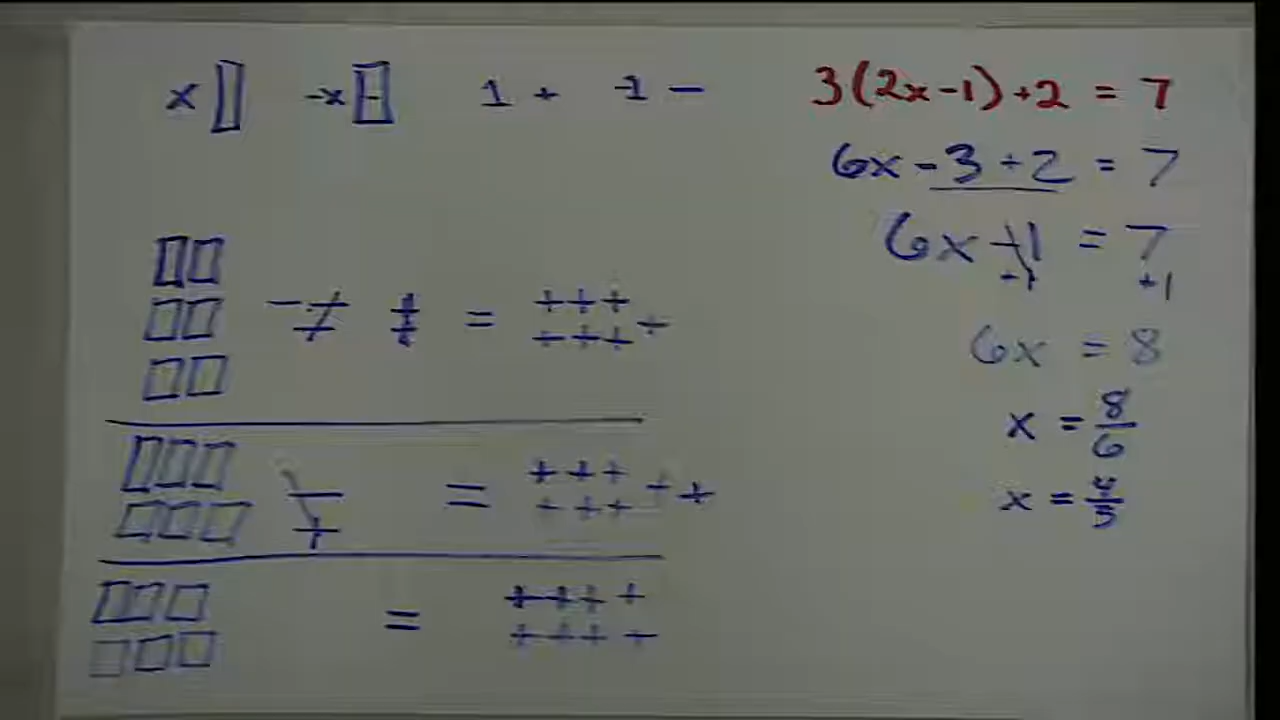 x -x 1 + -1 −
3(2x-1)+2 = 7
6x-3+2 = 7
6x-1 = 7
+1 +1
6x = 8
x = 8/6
x = 4/3
= +++ +++ +
= +++ +++ + +
= ++++ ++++